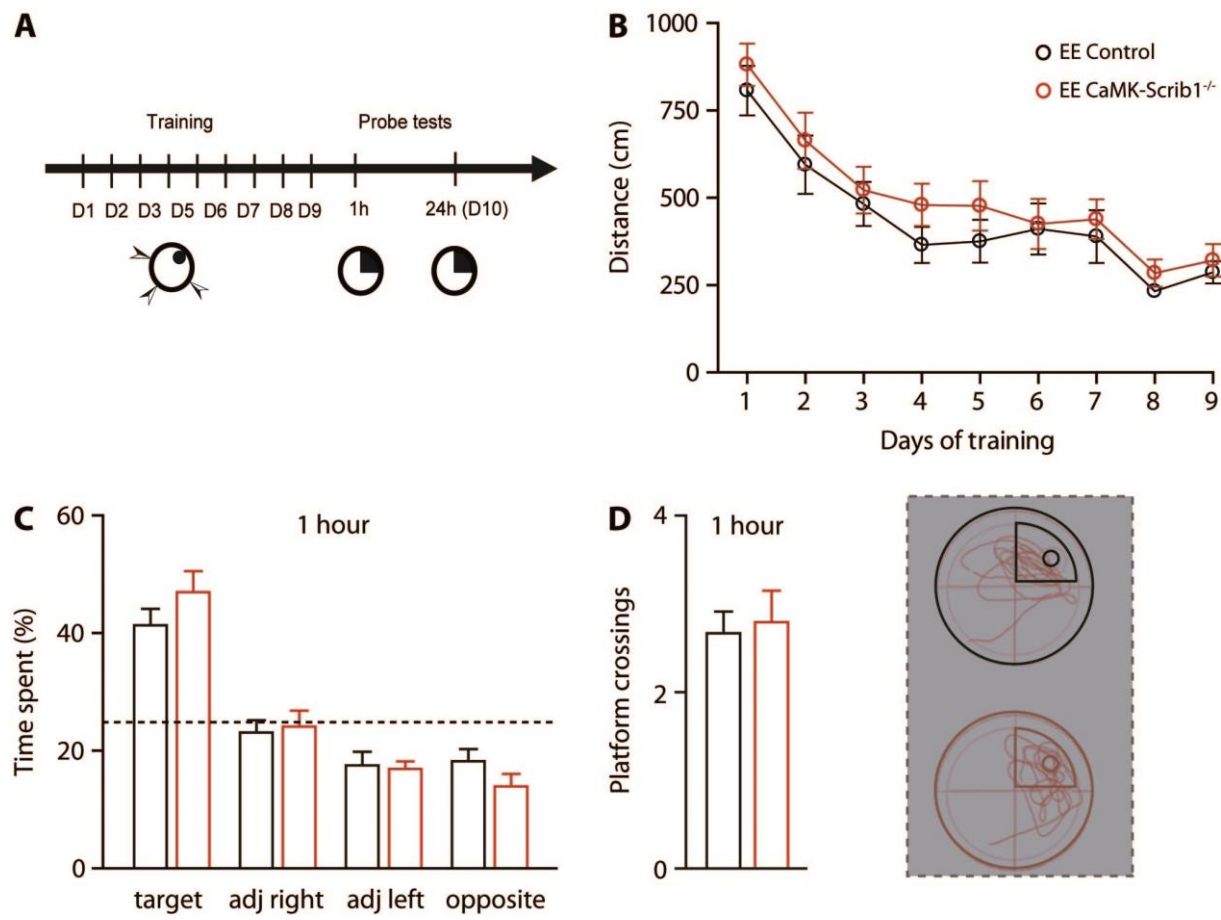 A
Training Probe tests
D1 D2 D3 D5 D6 D7 D8 D9 1h 24h (D10)
B
1000
750
500
250
0
Distance (cm)
EE Control
EE CaMK-Scrib1-/-
1 2 3 4 5 6 7 8 9
Days of training
C
1 hour
60
40
20
0
Time spent (%)
target adj right adj left opposite
D
1 hour
4
2
0
Platform crossings